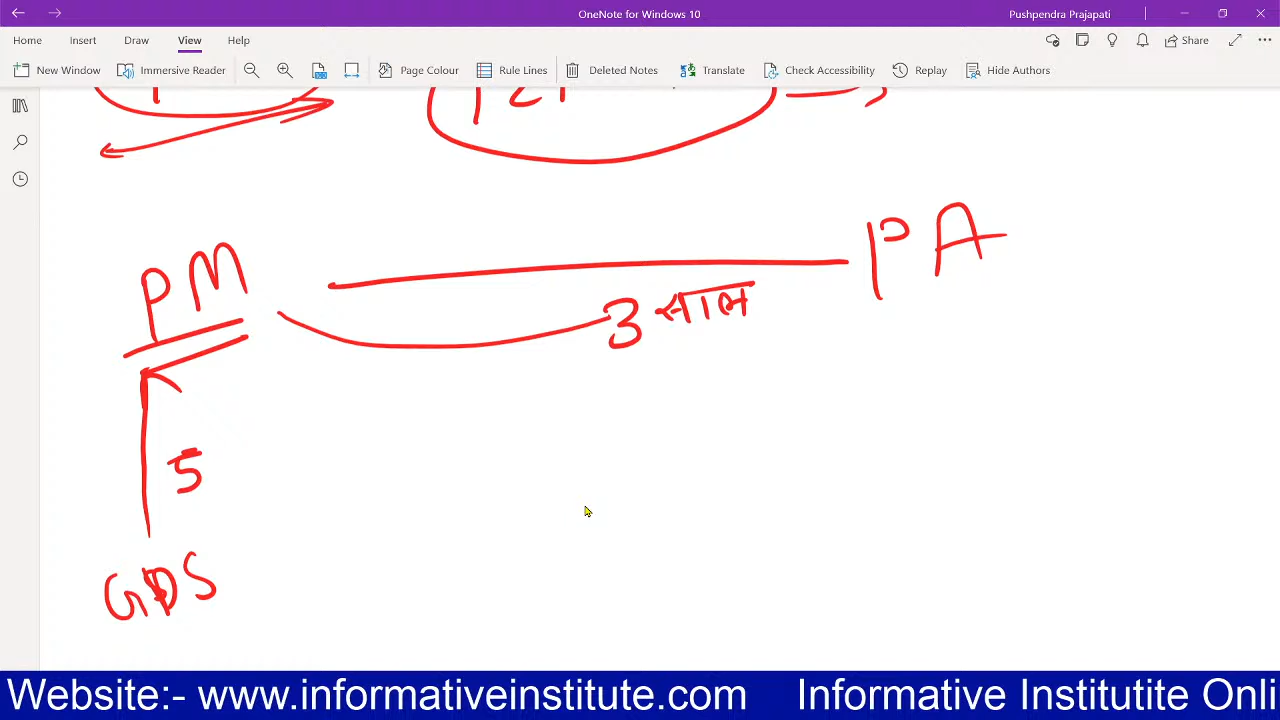 OneNote for Windows 10
Pushpendra Prajapati
Home Insert Draw View Help
Share
New Window Immersive Reader Page Colour Rule Lines Deleted Notes Translate Check Accessibility Replay Hide Authors
PM
PA
3 साल
5
GDS
Website:- www.informativeinstitute.com Informative Institutite Onli